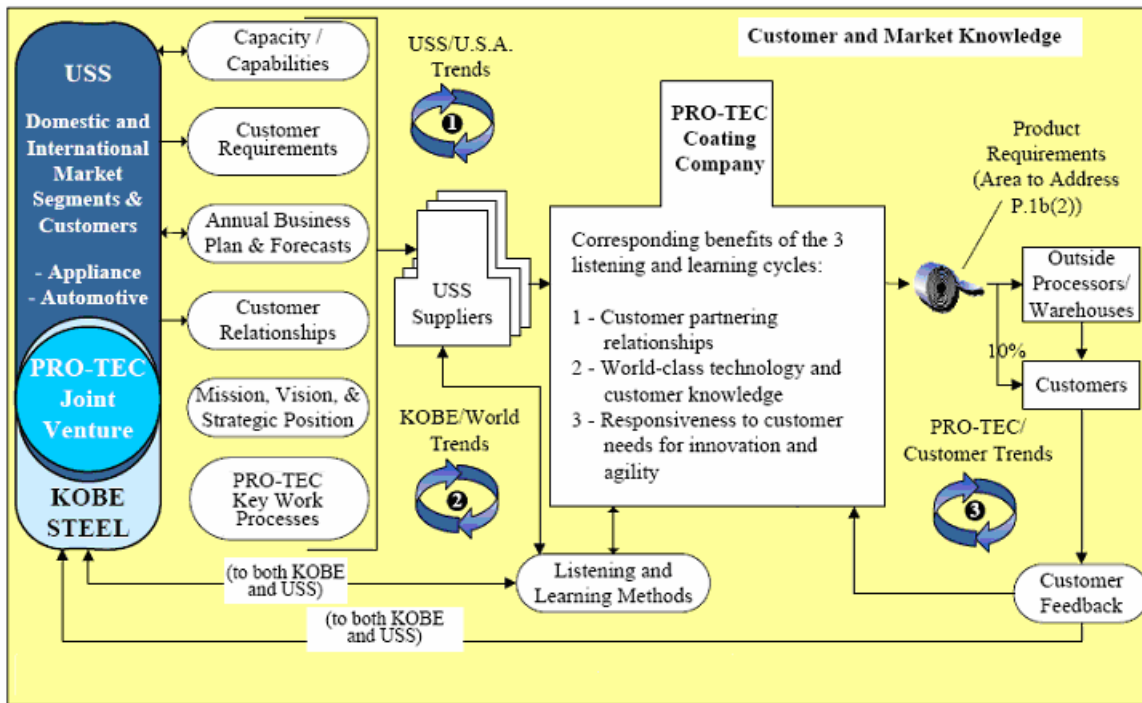 Customer and Market Knowledge
USS
Domestic and
International
Market
Segments &
Customers
- Appliance
- Automotive
PRO-TEC
Joint
Venture
KOBE
STEEL
Capacity /
Capabilities
Customer
Requirements
Annual Business
Plan & Forecasts
Customer
Relationships
Mission, Vision, &
Strategic Position
PRO-TEC
Key Work
Processes
USS/U.S.A.
Trends
1
USS
Suppliers
KOBE/World
Trends
2
PRO-TEC
Coating
Company
Corresponding benefits of the 3
listening and learning cycles:
1 - Customer partnering
relationships
2 - World-class technology and
customer knowledge
3 - Responsiveness to customer
needs for innovation and
agility
Product
Requirements
(Area to Address
P.1b(2))
Outside
Processors/
Warehouses
10%
Customers
PRO-TEC/
Customer Trends
3
Customer
Feedback
Listening and
Learning Methods
(to both KOBE
and USS)
(to both KOBE
and USS)